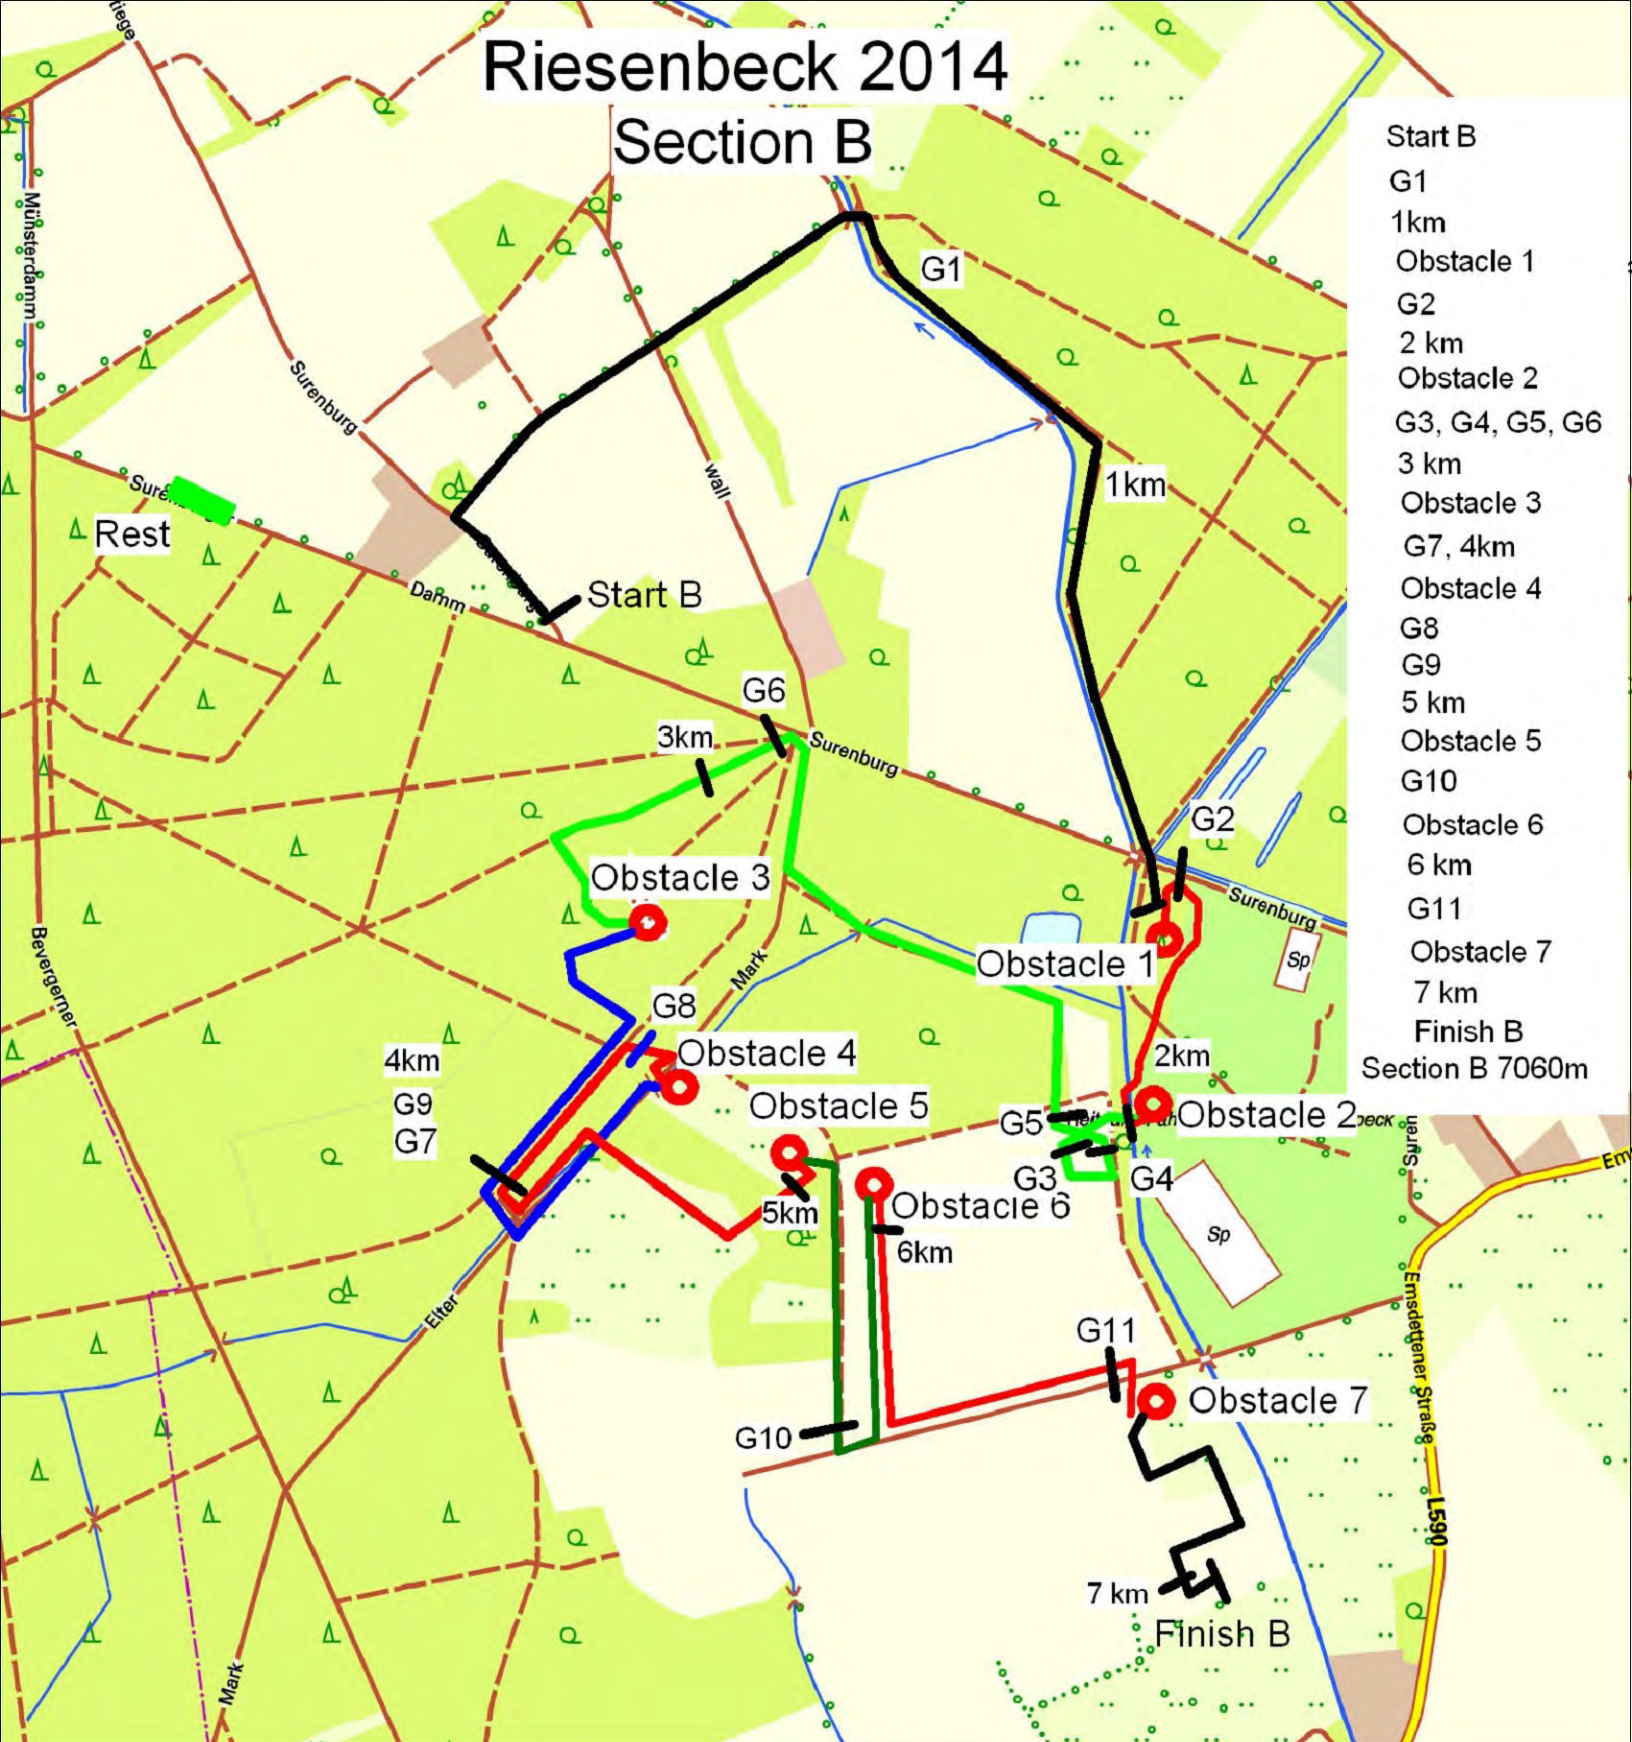 Riesenbeck 2014
Section B
Start B
G1
1km
Obstacle 1
G2
2 km
Obstacle 2
G3, G4, G5, G6
3 km
Obstacle 3
G7, 4km
Obstacle 4
G8
G9
5 km
Obstacle 5
G10
Obstacle 6
6 km
G11
Obstacle 7
7 km
Finish B
Section B 7060m
Münsterdamm
G1
Surenburg
wall
1km
Rest
Damm
Start B
G6
3km
Surenburg
G2
Obstacle 3
Surenburg
Bevergerner
Mark
Obstacle 1
Sp
G8
4km
Obstacle 4
2km
G9
Obstacle 5
G5
Obstacle 2
G7
G3
G4
5km
Obstacle 6
Sp
6km
Elter
G11
Emsdettener Straße
Obstacle 7
G10
L590
7 km
Finish B
Mark